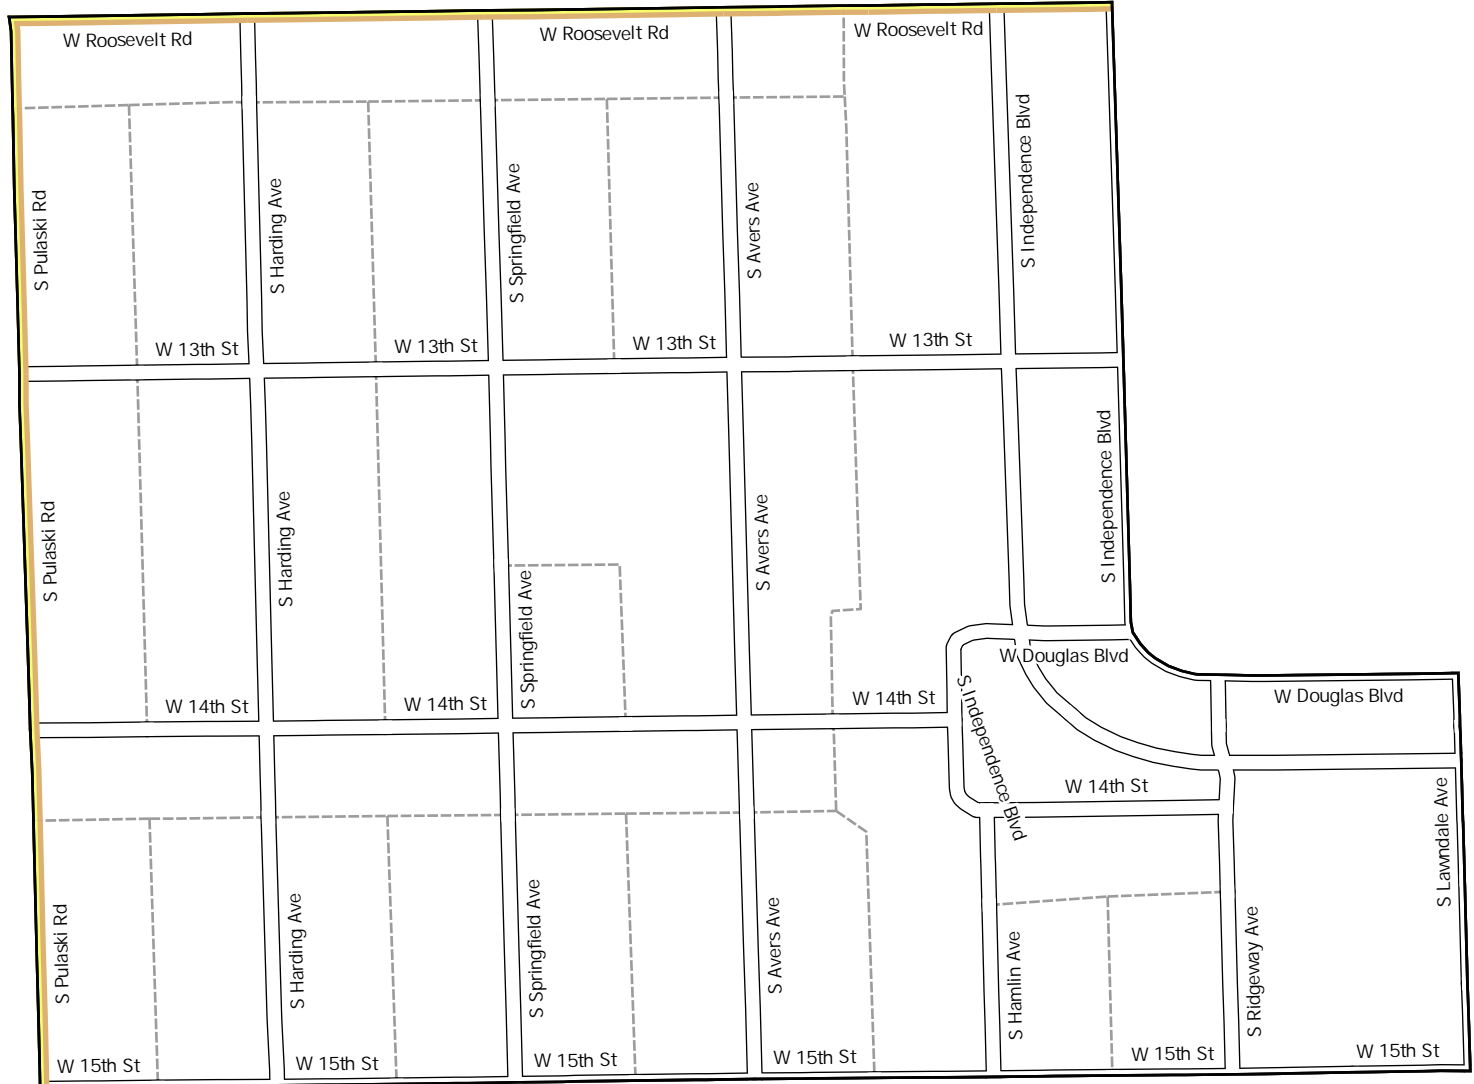 W Roosevelt Rd
W Roosevelt Rd
W Roosevelt Rd
S Pulaski Rd
S Harding Ave
S Springfield Ave
S Avers Ave
S Independence Blvd
W 13th St
W 13th St
W 13th St
W 13th St
S Pulaski Rd
S Harding Ave
S Springfield Ave
S Avers Ave
S Independence Blvd
W Douglas Blvd
W Douglas Blvd
W 14th St
W 14th St
W 14th St
S Independence Blvd
W 14th St
S Lawndale Ave
S Pulaski Rd
S Harding Ave
S Springfield Ave
S Avers Ave
S Hamlin Ave
S Ridgeway Ave
W 15th St
W 15th St
W 15th St
W 15th St
W 15th St
W 15th St